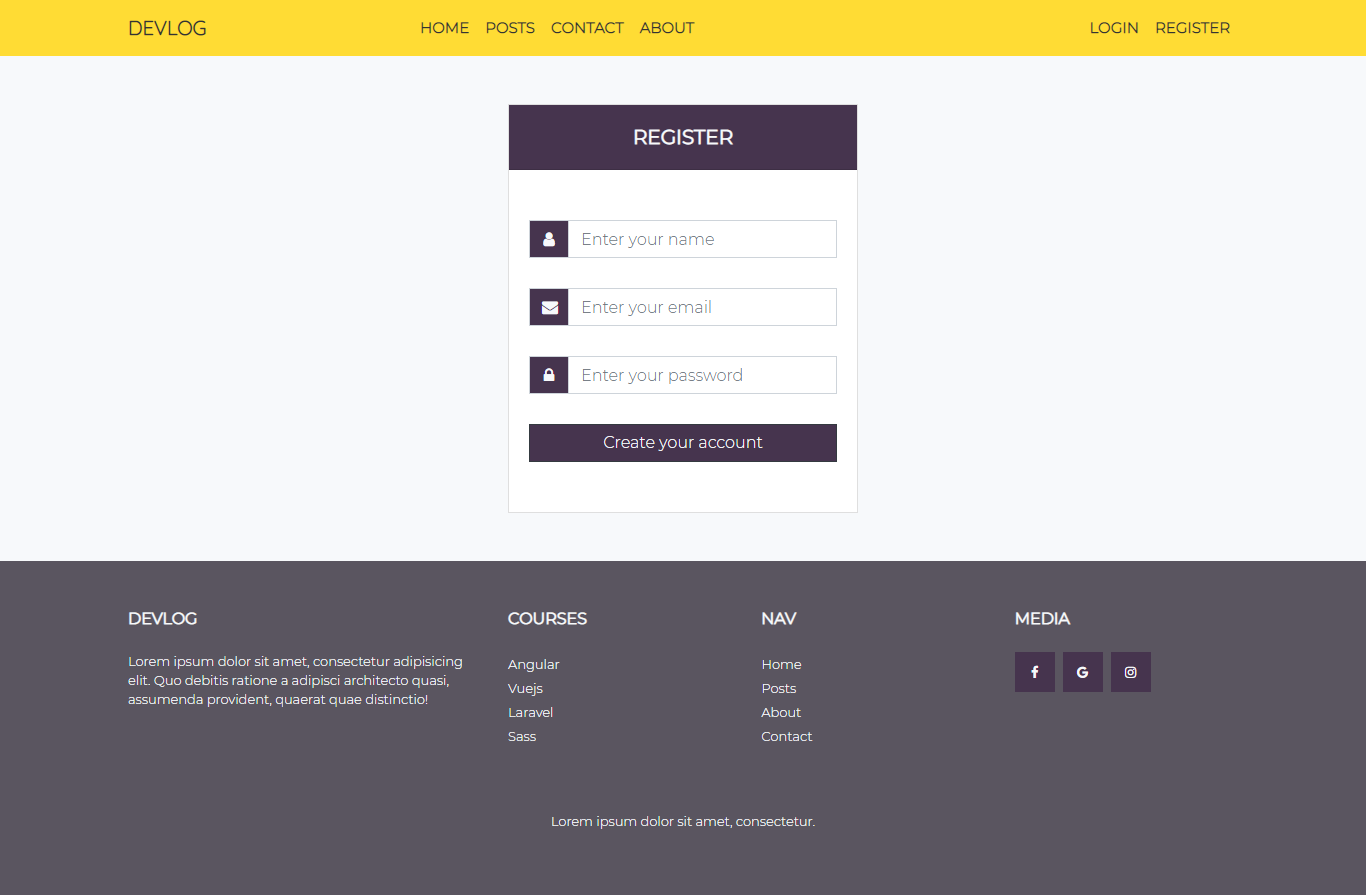 DEVLOG
HOME POSTS CONTACT ABOUT
LOGIN REGISTER
REGISTER
Enter your name
Enter your email
Enter your password
Create your account
DEVLOG
Lorem ipsum dolor sit amet, consectetur adipisicing
elit. Quo debitis ratione a adipisci architecto quasi,
assumenda provident, quaerat quae distinctio!
COURSES
Angular
Vuejs
Laravel
Sass
NAV
Home
Posts
About
Contact
MEDIA
Lorem ipsum dolor sit amet, consectetur.